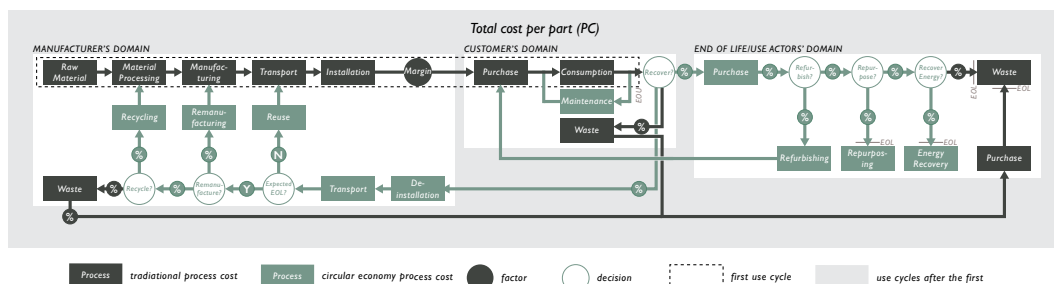 Total cost per part (PC)
MANUFACTURER'S DOMAIN
CUSTOMER'S DOMAIN
END OF LIFE/USE ACTORS' DOMAIN
Raw
Material
Material
Processing
Manufac-
turing
Transport
Installation
Margin
Purchase
Consumption
Recover?
%
Purchase
%
Refur-
bish?
%
Repur-
pose?
%
Recover
Energy?
%
Waste
EOL
EOL
EOL
Maintenance
Recycling
Remanu-
facturing
Reuse
Waste
%
%
%
%
EOL
EOL
%
%
N
Refurbishing
Repurpos-
ing
Energy
Recovery
Purchase
Waste
%
Recycle?
%
Remanu-
facture?
Y
Expected
EOL?
Transport
De-
installation
%
%
Process
tradiational process cost
Process
circular economy process cost
factor
decision
first use cycle
use cycles after the first